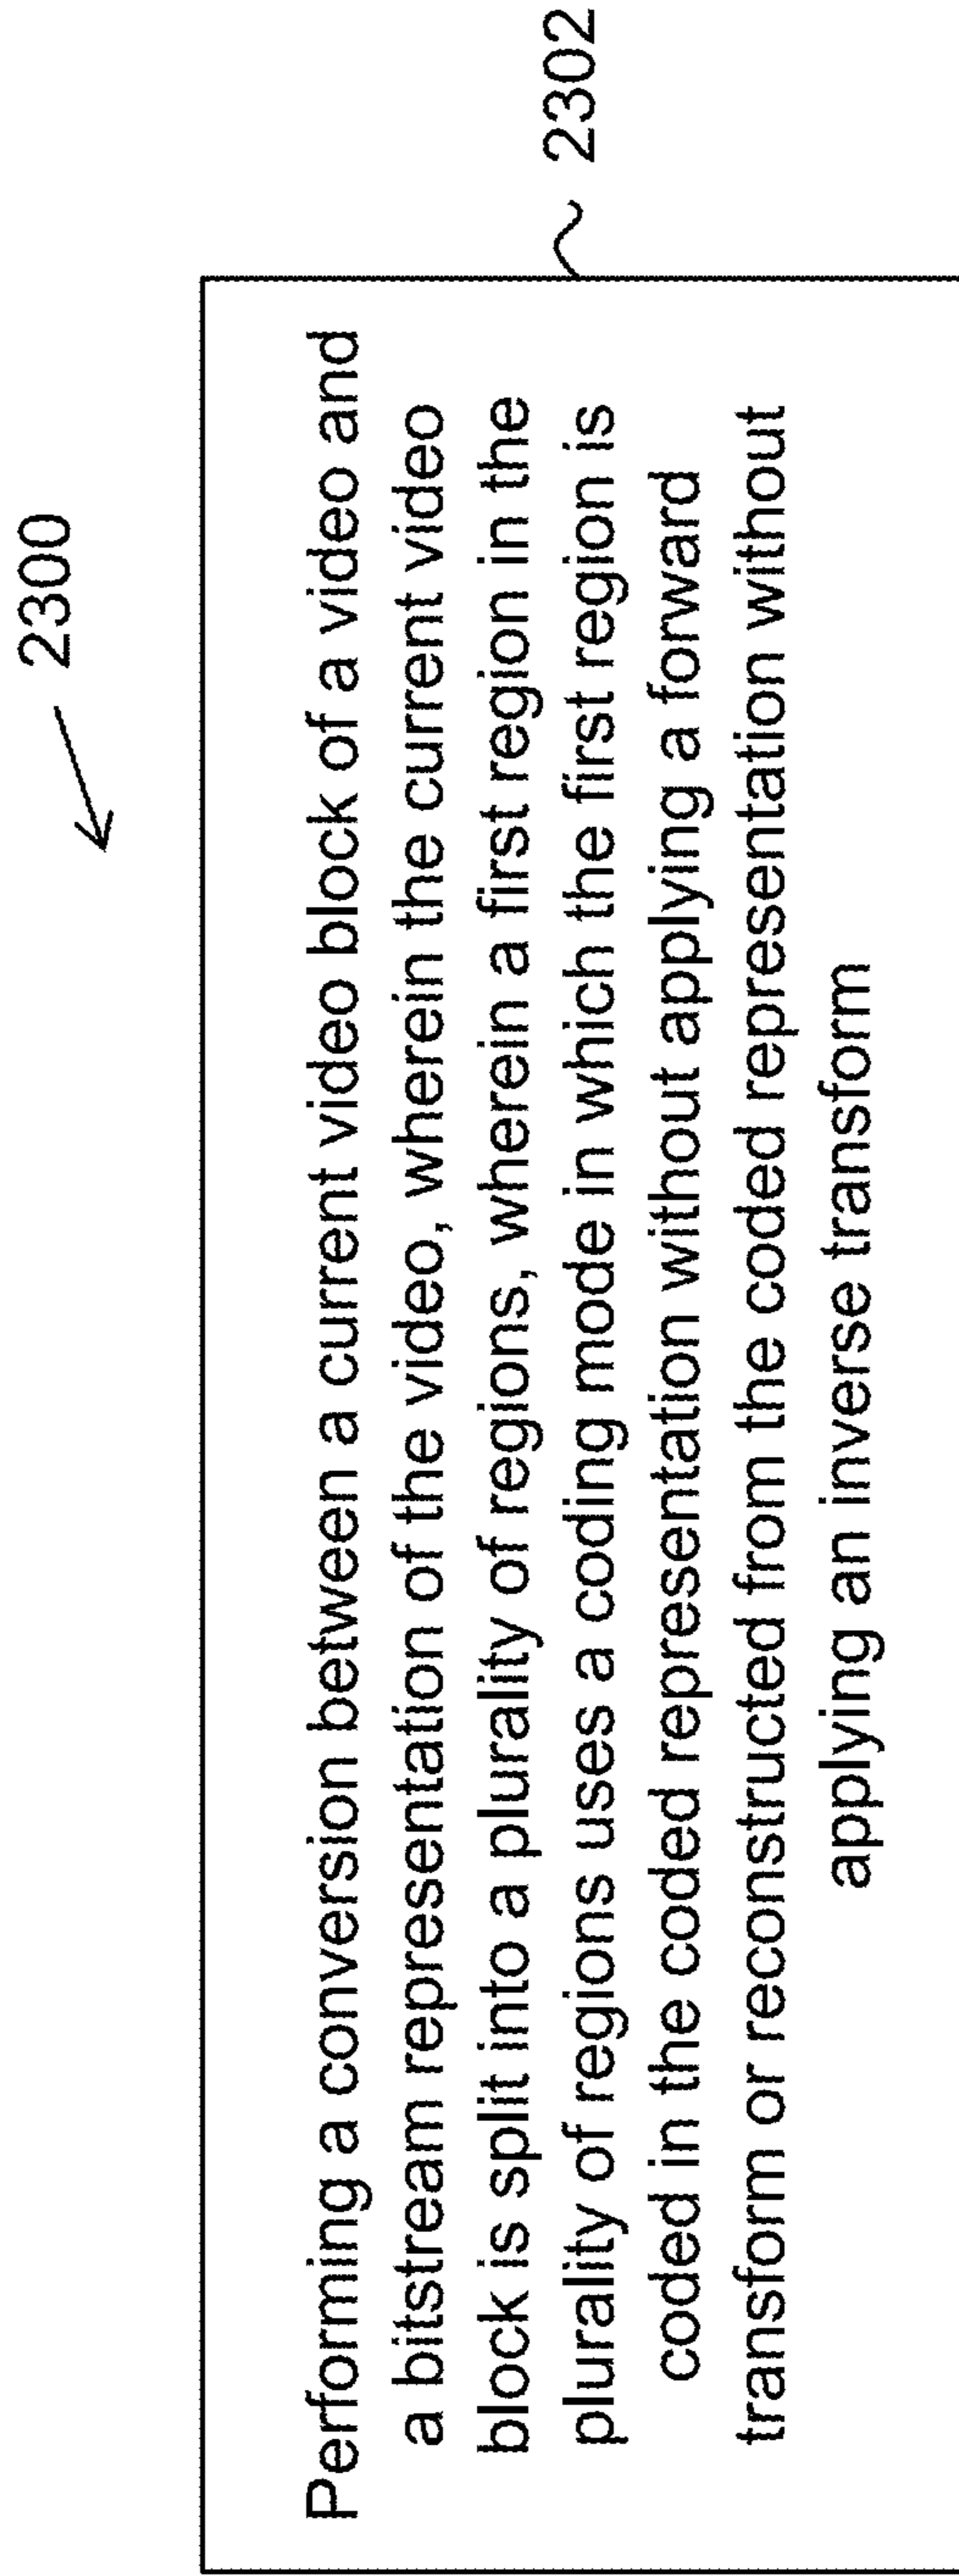 2300
2302
Performing a conversion between a current video block of a video and
a bitstream representation of the video, wherein the current video
block is split into a plurality of regions, wherein a first region in the
plurality of regions uses a coding mode in which the first region is
coded in the coded representation without applying a forward
transform or reconstructed from the coded representation without
applying an inverse transform